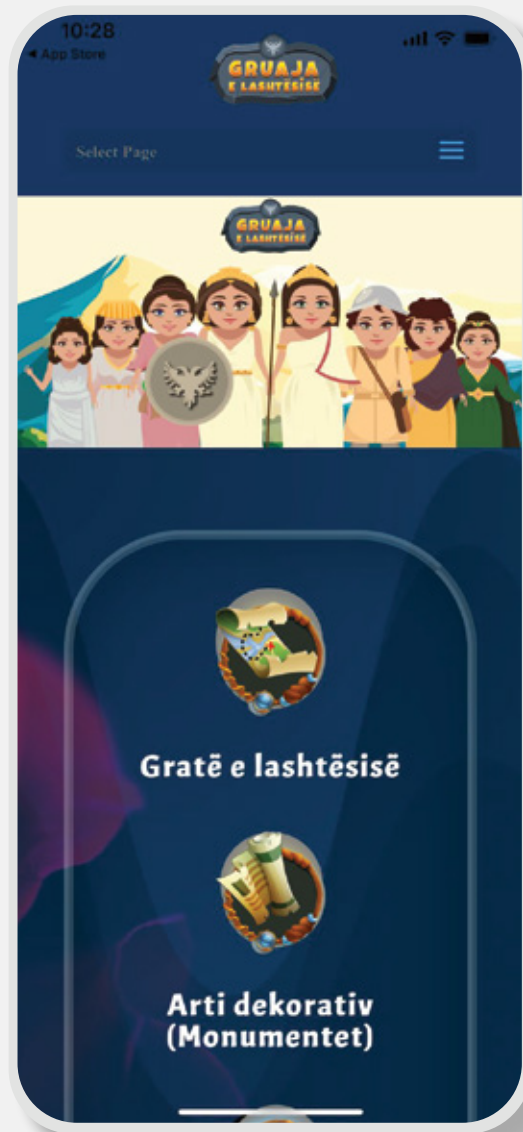 10:28
App Store
GRUAJA
E LASHTËSISË
Select Page
GRUAJA
E LASHTËSISË
Gratë e lashtësisë
Arti dekorativ
(Monumentet)